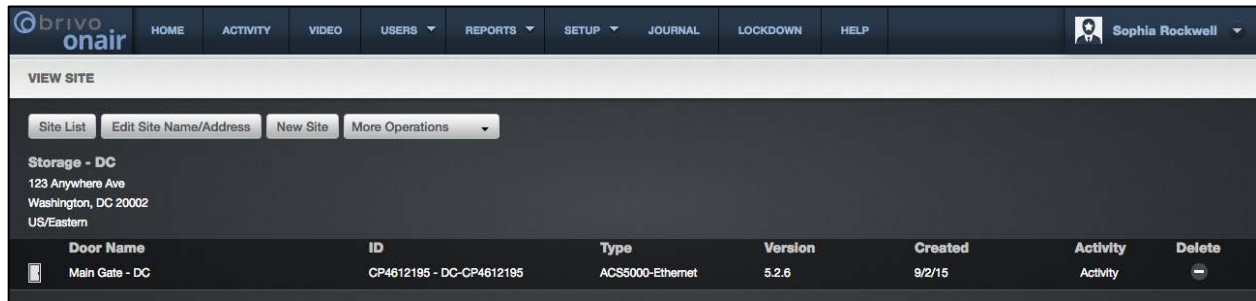 brivo
onair
HOME ACTIVITY VIDEO USERS REPORTS SETUP JOURNAL LOCKDOWN HELP Sophia Rockwell
VIEW SITE
Site List Edit Site Name/Address New Site More Operations
Storage - DC
123 Anywhere Ave
Washington, DC 20002
US/Eastern
Door Name ID Type Version Created Activity Delete
Main Gate - DC CP4612195 - DC-CP4612195 ACS5000-Ethernet 5.2.6 9/2/15 Activity